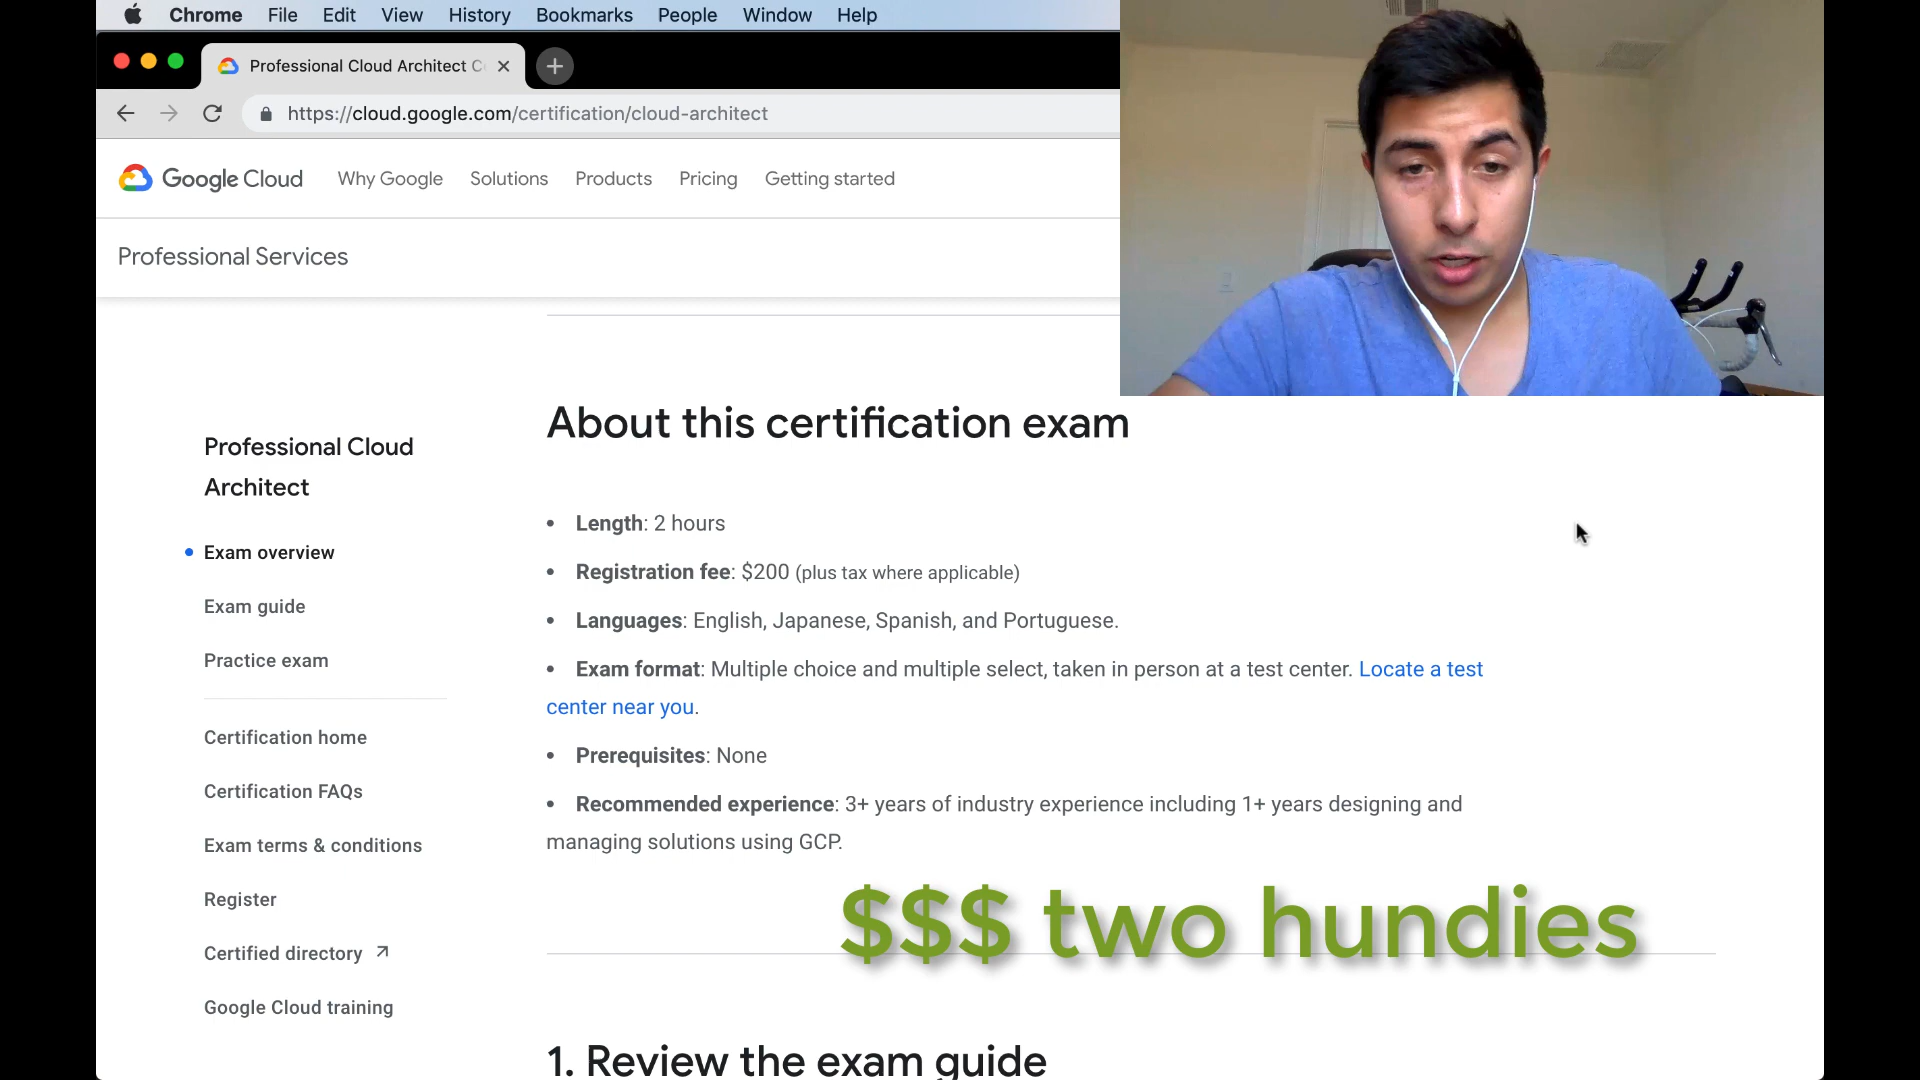 Chrome File Edit View History Bookmarks People Window Help
Professional Cloud Architect C
https://cloud.google.com/certification/cloud-architect
Google Cloud Why Google Solutions Products Pricing Getting started
Professional Services
Professional Cloud
Architect
Exam overview
Exam guide
Practice exam
Certification home
Certification FAQs
Exam terms & conditions
Register
Certified directory
Google Cloud training
About this certification exam
• Length: 2 hours
• Registration fee: $200 (plus tax where applicable)
• Languages: English, Japanese, Spanish, and Portuguese.
• Exam format: Multiple choice and multiple select, taken in person at a test center. Locate a test
center near you.
• Prerequisites: None
• Recommended experience: 3+ years of industry experience including 1+ years designing and
managing solutions using GCP.
$$$ two hundies
1. Review the exam guide